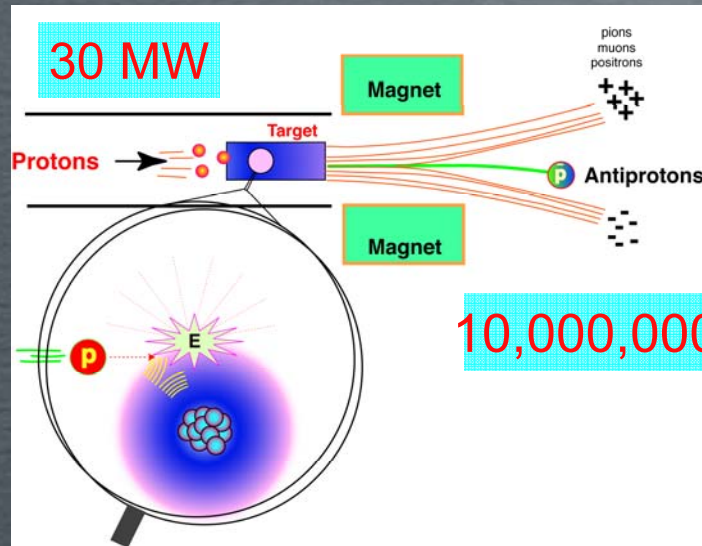 30 MW
pions
muons
positrons
Magnet
Target
Protons
p̄
Antiprotons
Magnet
E
p
10,000,000